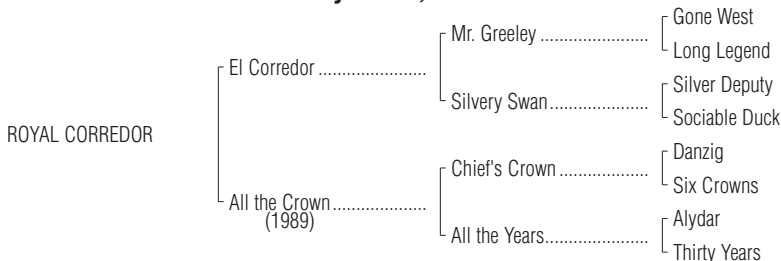 Gone West
Mr. Greeley ........................
Long Legend
El Corredor ........................
Silver Deputy
Silvery Swan......................
Sociable Duck
ROYAL CORREDOR
Danzig
Chief's Crown ....................
Six Crowns
All the Crown.....................
(1989)
Alydar
All the Years.......................
Thirty Years